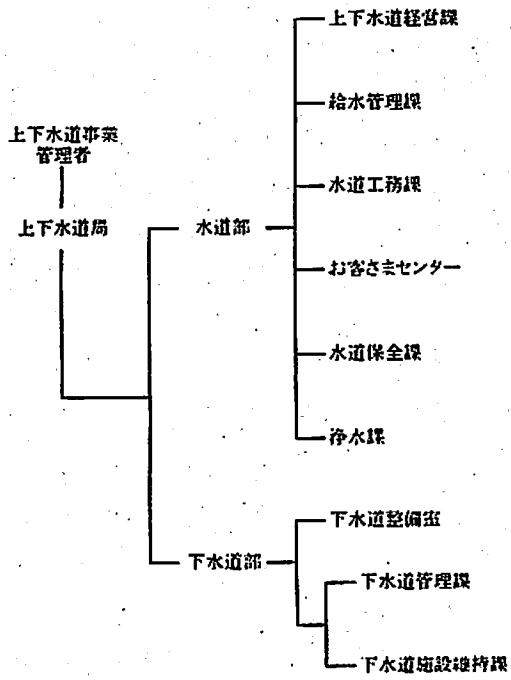 上下水道事業
管理者
上下水道局
水道部
上下水道経営課
給水管理課
水道工務課
お客さまセンター
水道保全課
浄水課
下水道部
下水道整備室
下水道管理課
下水道施設維持課